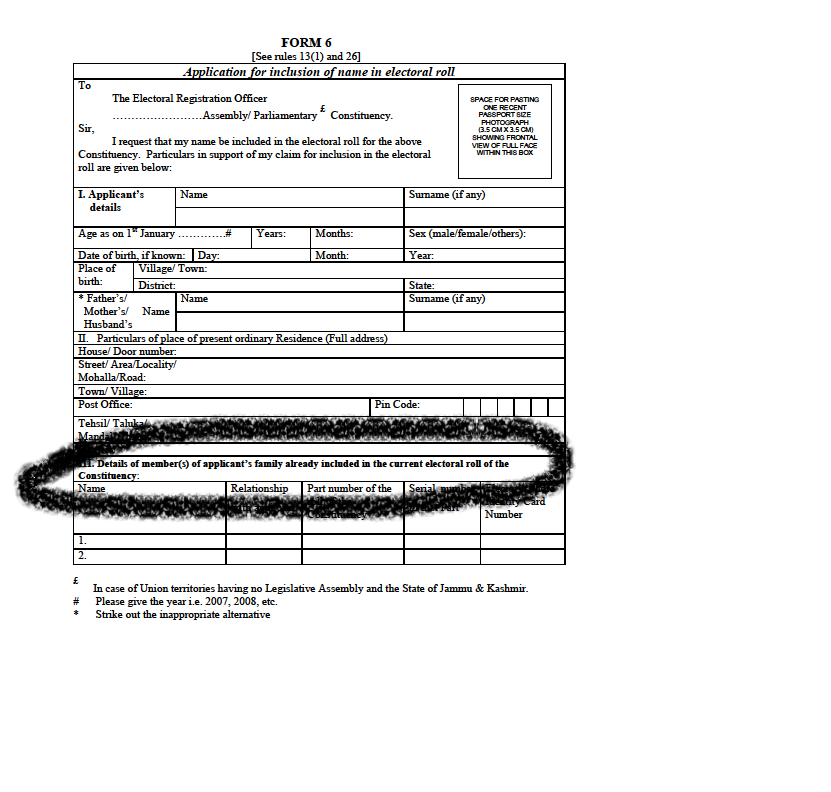 FORM 6
[See rules 13(1) and 26]
Application for inclusion of name in electoral roll
To
The Electoral Registration Officer
…………………….Assembly/ Parliamentary £ Constituency.
Sir,
I request that my name be included in the electoral roll for the above
Constituency. Particulars in support of my claim for inclusion in the electoral
roll are given below:
SPACE FOR PASTING
ONE RECENT
PASSPORT SIZE
PHOTOGRAPH
(3.5 CM X 3.5 CM)
SHOWING FRONTAL
VIEW OF FULL FACE
WITHIN THIS BOX
I. Applicant's
details
Name
Surname (if any)
Age as on 1st January ………….#
Years:
Months:
Sex (male/female/others):
Date of birth, if known:
Day:
Month:
Year:
Place of
birth:
Village/ Town:
District:
State:
* Father's/
Mother's/ Name
Husband's
Name
Surname (if any)
II. Particulars of place of present ordinary Residence (Full address)
House/ Door number:
Street/ Area/Locality/
Mohalla/Road:
Town/ Village:
Post Office:
Pin Code:
Tehsil/ Taluka/
III. Details of member(s) of applicant's family already included in the current electoral roll of the
Constituency:
Name
Relationship
Part number of the
Constituency
Serial
Part
Card
Number
1.
2.
£
In case of Union territories having no Legislative Assembly and the State of Jammu & Kashmir.
# Please give the year i.e. 2007, 2008, etc.
* Strike out the inappropriate alternative